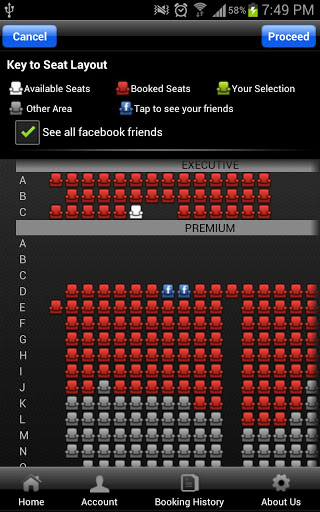 58% 7:49 PM
Cancel Proceed
Key to Seat Layout
Available Seats Booked Seats Your Selection
Other Area Tap to see your friends
See all facebook friends
EXECUTIVE
A
B
C
PREMIUM
A
B
C
D
E
F
G
H
I
J
K
L
M
N
O
Home Account Booking History About Us